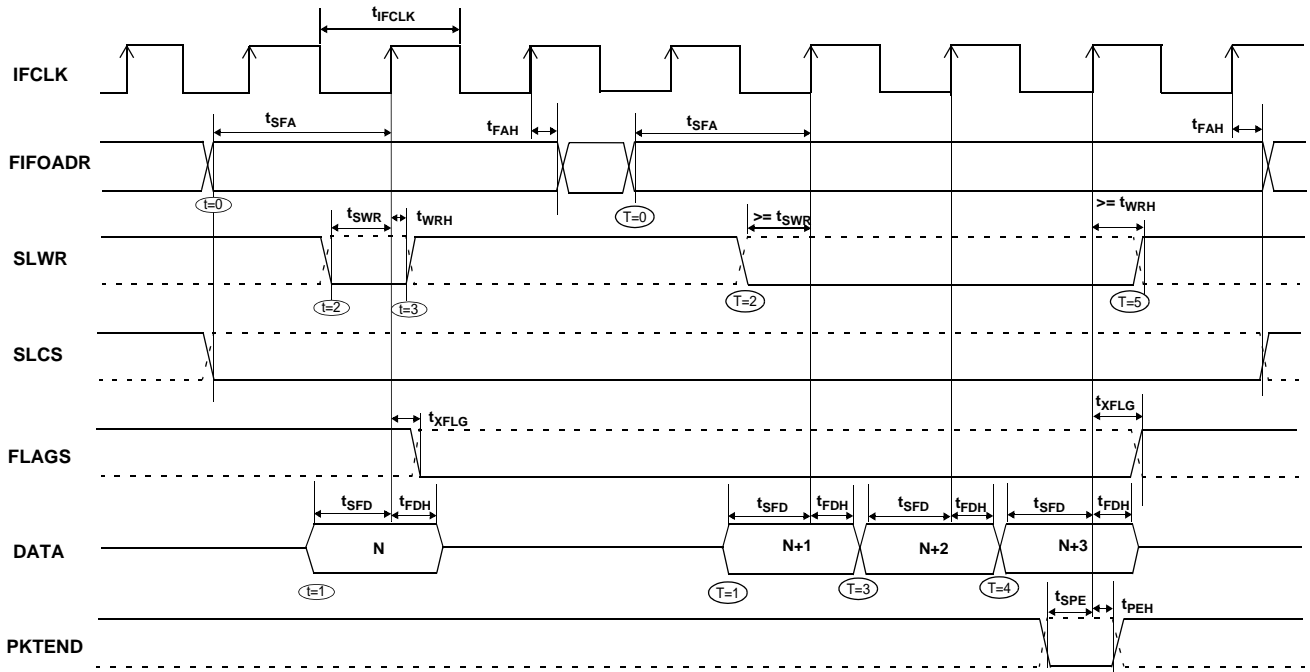 tIFCLK
IFCLK
tSFA
tFAH
tSFA
tFAH
FIFOADR
t=0
T=0
tSWR
tWRH
>= tSWR
>= tWRH
SLWR
t=2
t=3
T=2
T=5
SLCS
tXFLG
tXFLG
FLAGS
tSFD
tFDH
tSFD
tFDH
tSFD
tFDH
tSFD
tFDH
DATA
N
N+1
N+2
N+3
t=1
T=1
T=3
T=4
tSPE
tPEH
PKTEND